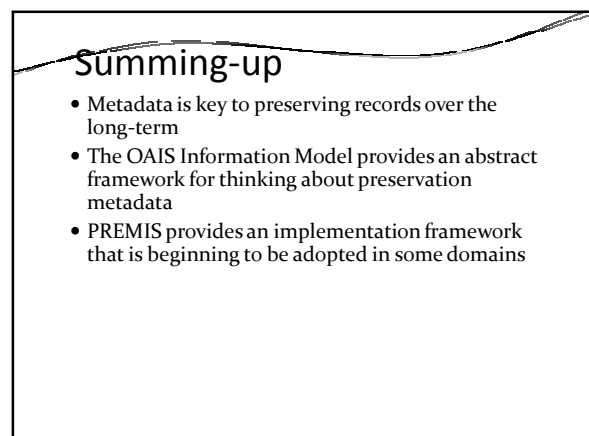 Summing-up
• Metadata is key to preserving records over the
long-term
• The OAIS Information Model provides an abstract
framework for thinking about preservation
metadata
• PREMIS provides an implementation framework
that is beginning to be adopted in some domains